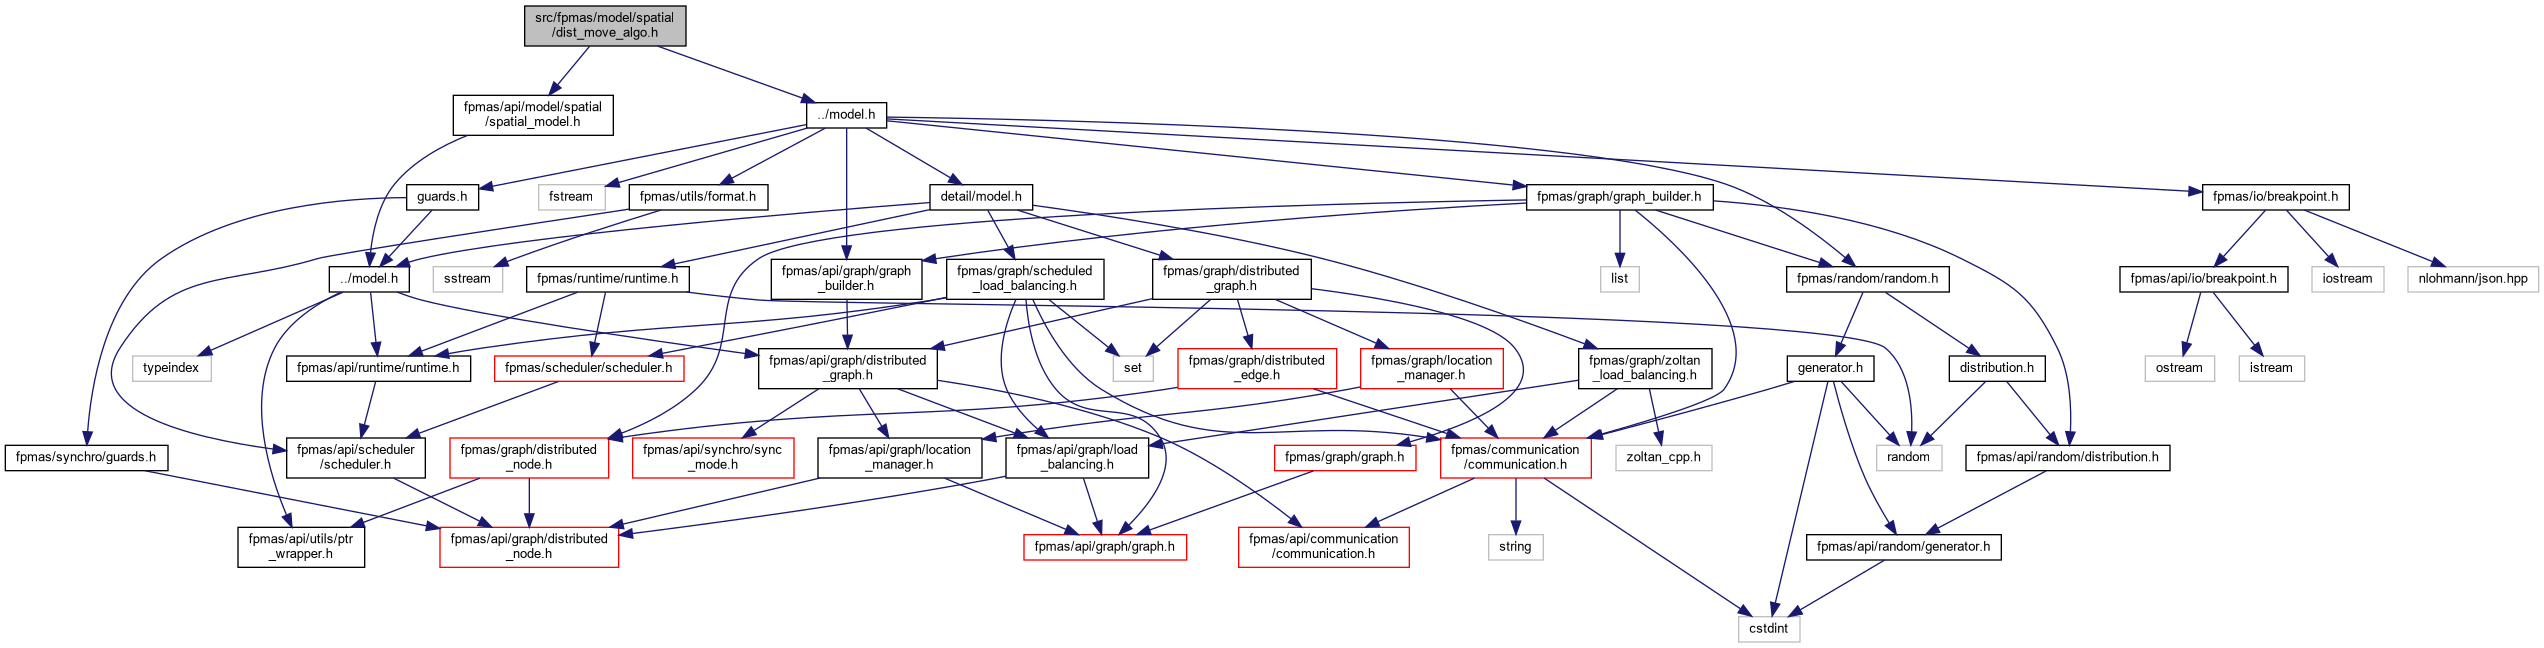 src/fpmas/model/spatial
/dist_move_algo.h
fpmas/api/model/spatial
/spatial_model.h
../model.h
guards.h
fstream
fpmas/utils/format.h
detail/model.h
fpmas/graph/graph_builder.h
fpmas/io/breakpoint.h
../model.h
sstream
fpmas/runtime/runtime.h
fpmas/api/graph/graph
_builder.h
fpmas/graph/scheduled
_load_balancing.h
fpmas/graph/distributed
_graph.h
list
fpmas/random/random.h
fpmas/api/io/breakpoint.h
iostream
nlohmann/json.hpp
typeindex
fpmas/api/runtime/runtime.h
fpmas/scheduler/scheduler.h
fpmas/api/graph/distributed
_graph.h
set
fpmas/graph/distributed
_edge.h
fpmas/graph/location
_manager.h
fpmas/graph/zoltan
_load_balancing.h
generator.h
distribution.h
ostream
istream
fpmas/synchro/guards.h
fpmas/api/scheduler
/scheduler.h
fpmas/graph/distributed
_node.h
fpmas/api/synchro/sync
_mode.h
fpmas/api/graph/location
_manager.h
fpmas/api/graph/load
_balancing.h
fpmas/graph/graph.h
fpmas/communication
/communication.h
zoltan_cpp.h
random
fpmas/api/random/distribution.h
fpmas/api/utils/ptr
_wrapper.h
fpmas/api/graph/distributed
_node.h
fpmas/api/graph/graph.h
fpmas/api/communication
/communication.h
string
fpmas/api/random/generator.h
cstdint